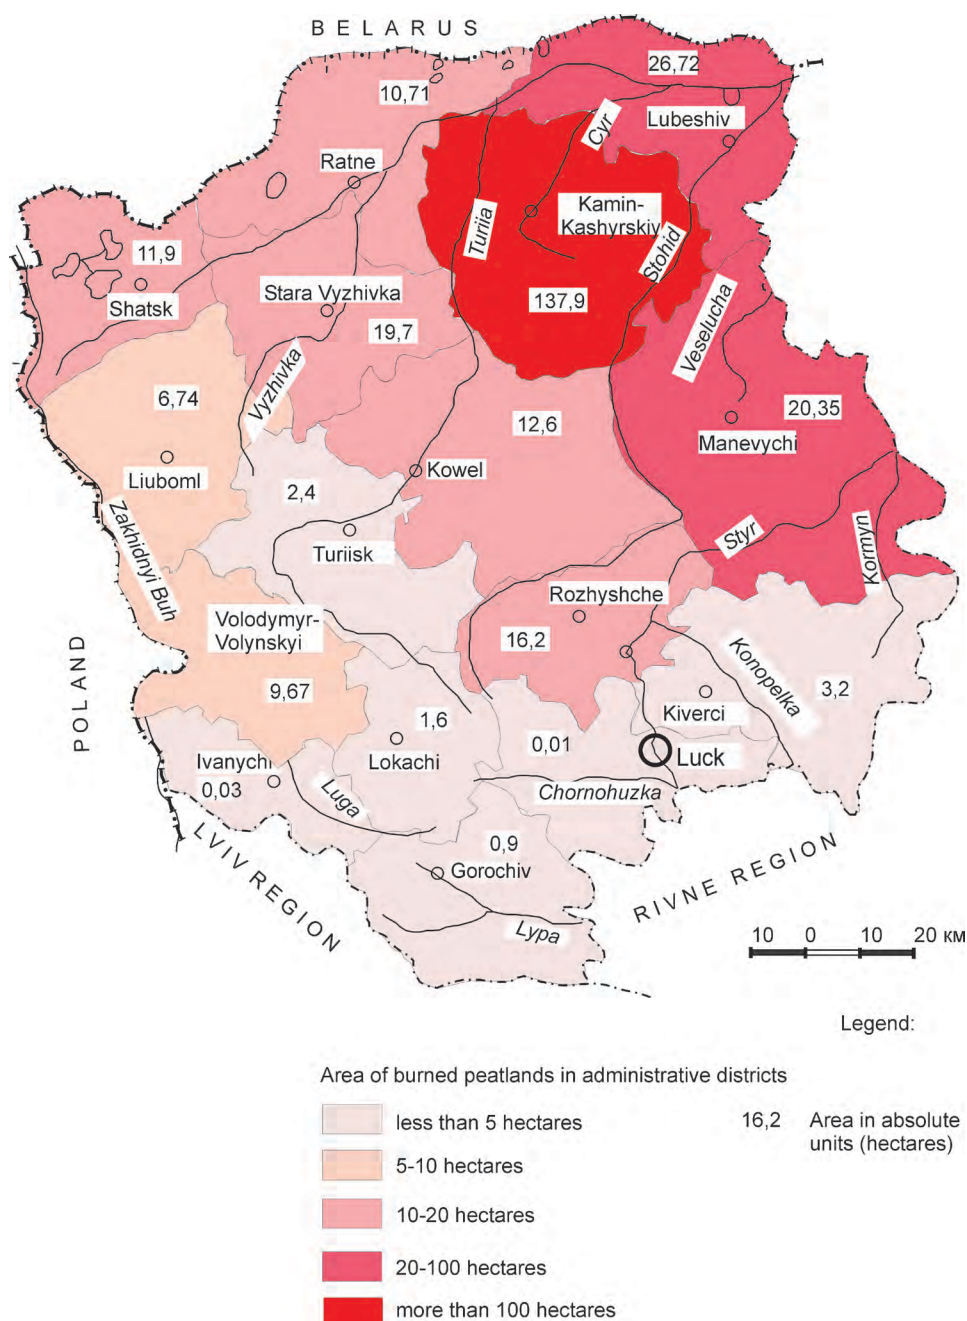 BELARUS
26,72
10,71
Cyr
Lubeshiv
Ratne
Kamin-
Kashyrskiv
Turiia
Stohid
11,9
Stara Vyzhivka
Shatsk
137,9
Veselucha
19,7
Vyzhivka
6,74
12,6
20,35
Manevychi
Kowel
Liuboml
2,4
Zakhidnyi Buh
Turiisk
Styr
Kormyn
Rozhyshche
Volodymyr-
Volynskyi
16,2
Konopelka
POLAND
9,67
3,2
Kiverci
1,6
0,01
Ivanychi
Lokachi
Luck
0,03
Luga
Chornohuzka
LVIV REGION
0,9
Gorochiv
RIVNE REGION
Lypa
10 0 10 20 км
Legend:
Area of burned peatlands in administrative districts
less than 5 hectares
16,2 Area in absolute
units (hectares)
5-10 hectares
10-20 hectares
20-100 hectares
more than 100 hectares